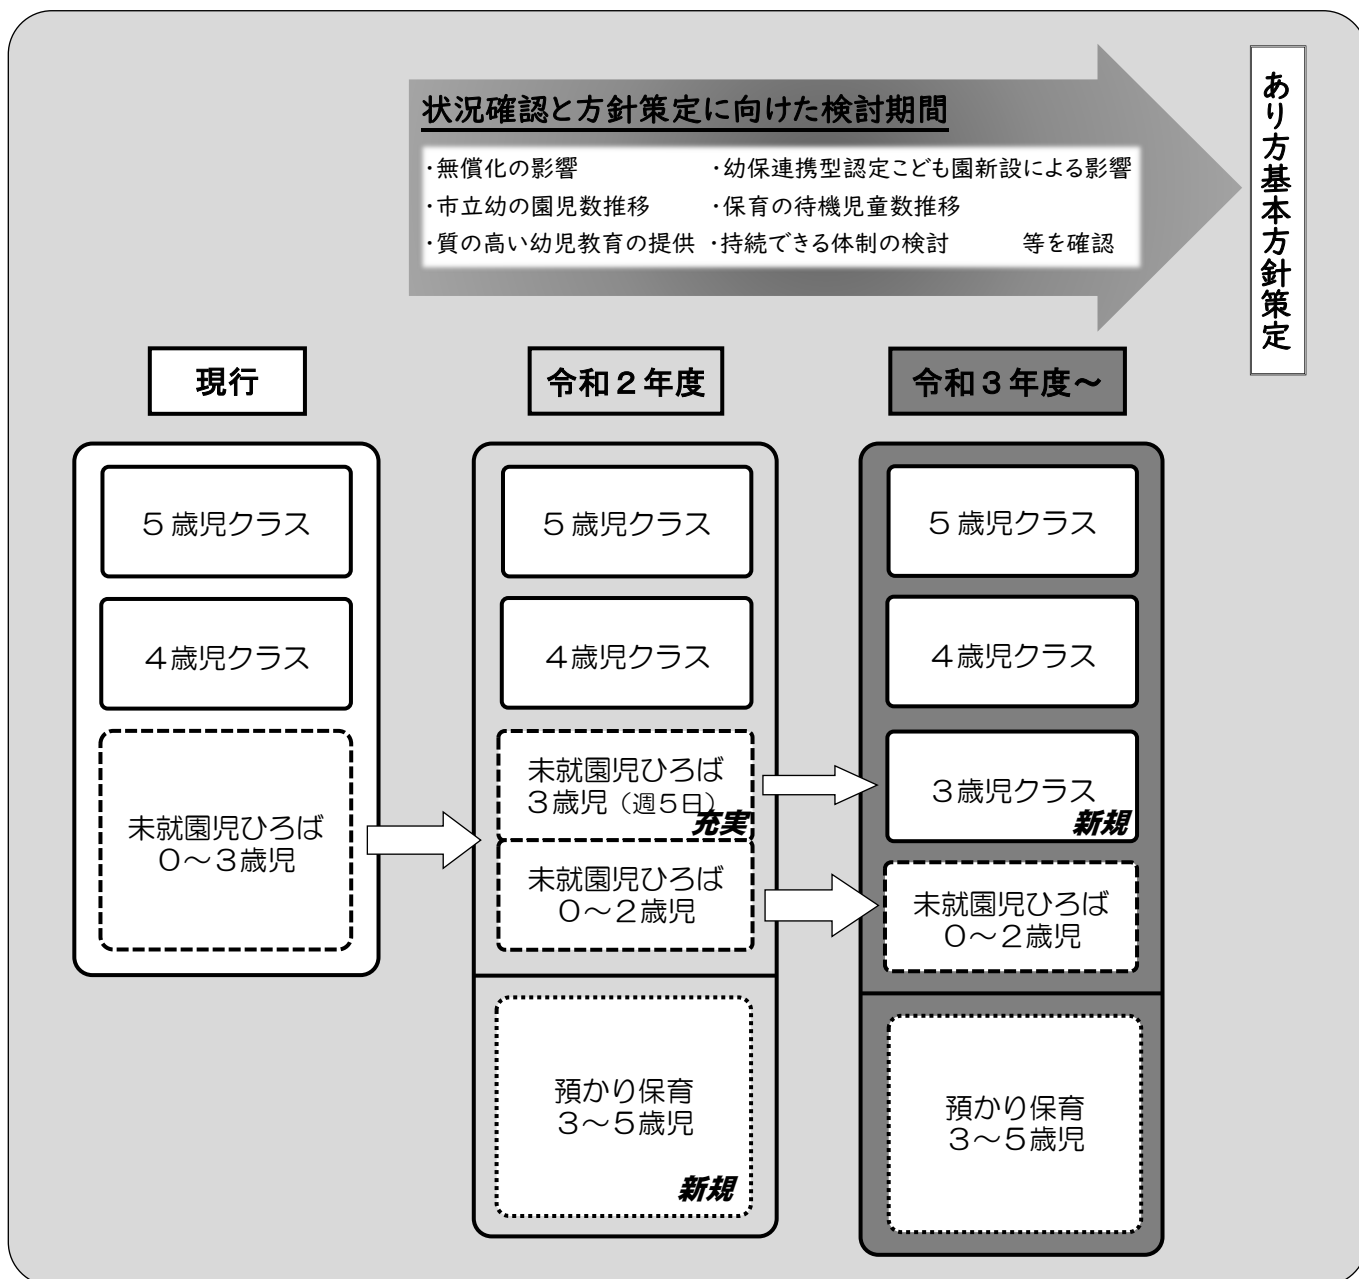 状況確認と方針策定に向けた検討期間
・無償化の影響　・幼保連携型認定こども園新設による影響
・市立幼の園児数推移　・保育の待機児童数推移
・質の高い幼児教育の提供　・持続できる体制の検討　等を確認
あり方基本方針策定
現行
5歳児クラス
4歳児クラス
未就園児ひろば
0～3歳児
令和２年度
5歳児クラス
4歳児クラス
未就園児ひろば
3歳児（週5日）
充実
未就園児ひろば
0～2歳児
預かり保育
3～5歳児
新規
令和３年度～
5歳児クラス
4歳児クラス
3歳児クラス
新規
未就園児ひろば
0～2歳児
預かり保育
3～5歳児